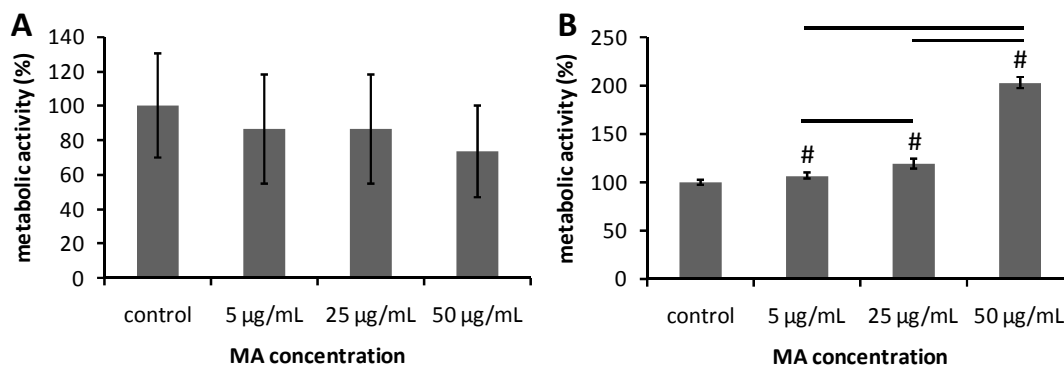 A
metabolic activity (%)
140
120
100
80
60
40
20
0
control
5 µg/mL
25 µg/mL
50 µg/mL
MA concentration
B
metabolic activity (%)
250
200
150
100
50
0
#
#
#
control
5 µg/mL
25 µg/mL
50 µg/mL
MA concentration